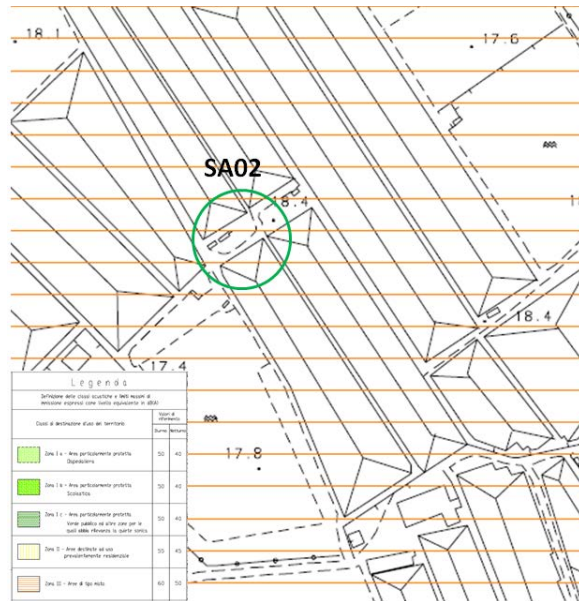 18.1
17.6
SA02
18.4
18.4
17.4
17.8
Legenda
Definizione delle classi acustiche e limiti massimi di
immissione espressi come livello equivalente in dB(A)
Classi di destinazione d'uso del territorio
Valori di
riferimento
Diurno Notturno
Zona I a - Aree particolarmente protette
Ospedaliera
50 40
Zona I b - Aree particolarmente protette
Scolastica
50 40
Zona I c - Aree particolarmente protette
Verde pubblico ed altre zone per le
quali abbia rilevanza la quiete sonica
50 40
Zona II - Aree destinate ad uso
prevalentemente residenziale
55 45
Zona III - Aree di tipo misto
60 50